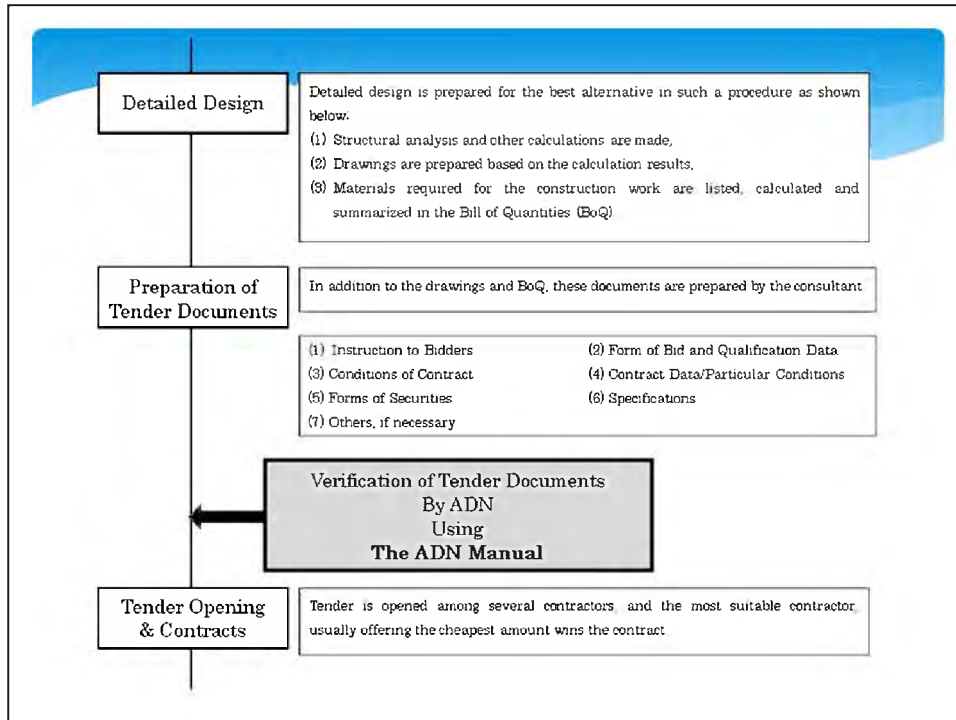 Detailed Design
Detailed design is prepared for the best alternative in such a procedure as shown
below:
(1) Structural analysis and other calculations are made,
(2) Drawings are prepared based on the calculation results,
(3) Materials required for the construction work are listed, calculated and
summarized in the Bill of Quantities (BoQ)
Preparation of
Tender Documents
In addition to the drawings and BoQ, these documents are prepared by the consultant
(1) Instruction to Bidders
(2) Form of Bid and Qualification Data
(3) Conditions of Contract
(4) Contract Data/Particular Conditions
(5) Forms of Securities
(6) Specifications
(7) Others, if necessary
Verification of Tender Documents
By ADN
Using
The ADN Manual
Tender Opening
& Contracts
Tender is opened among several contractors, and the most suitable contractor,
usually offering the cheapest amount wins the contract